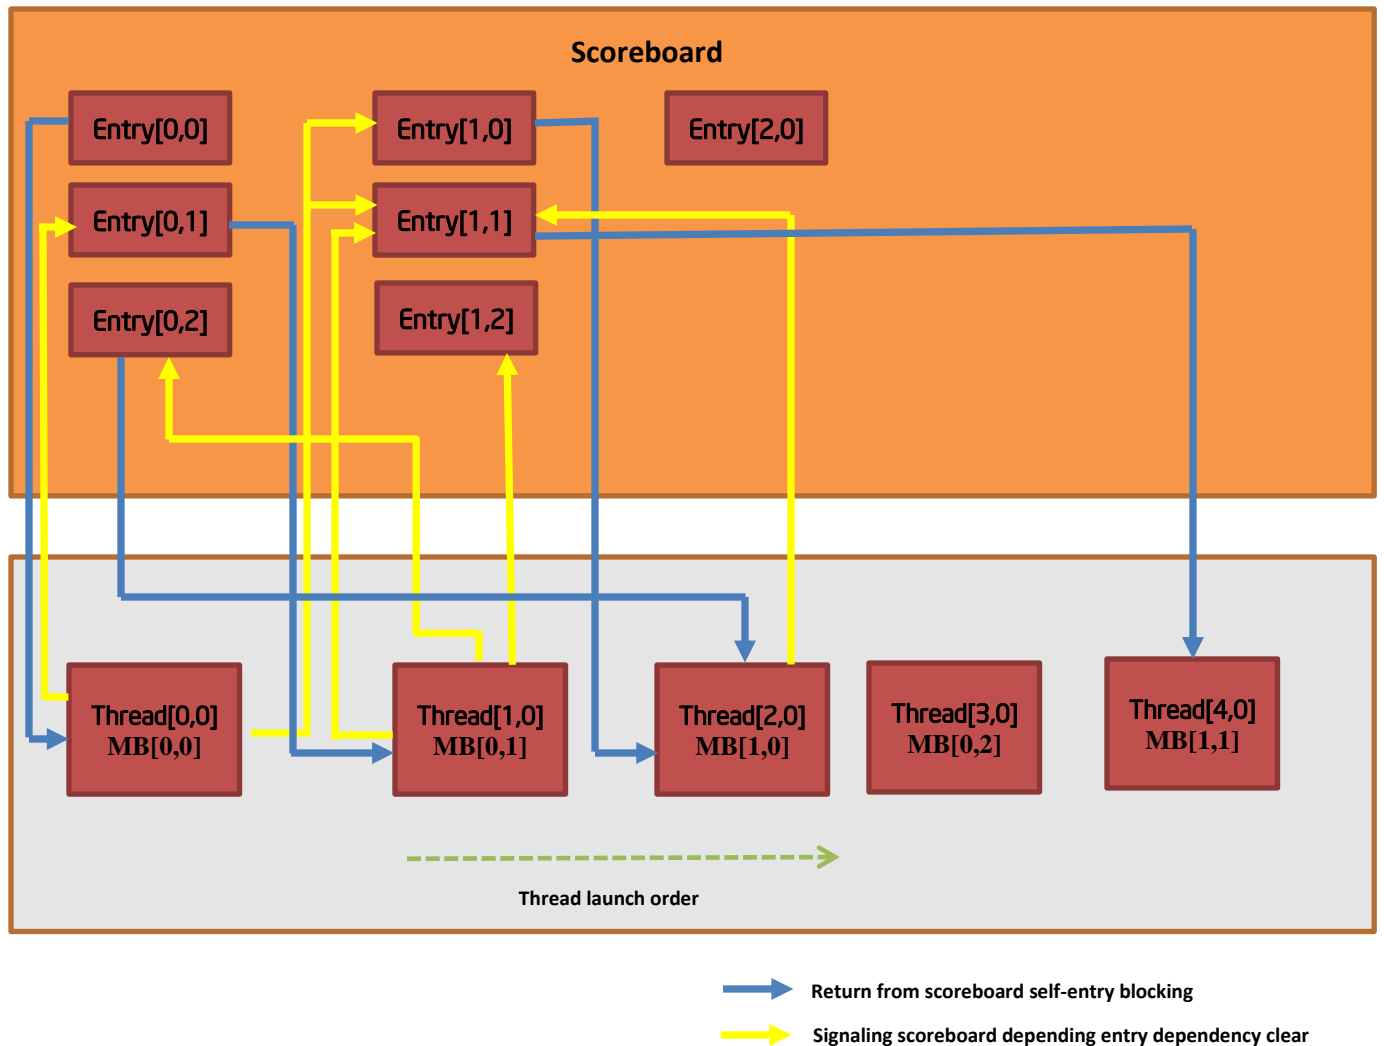 Scoreboard
Entry[0,0]
Entry[1,0]
Entry[2,0]
Entry[0,1]
Entry[1,1]
Entry[0,2]
Entry[1,2]
Thread[0,0]
MB[0,0]
Thread[1,0]
MB[0,1]
Thread[2,0]
MB[1,0]
Thread[3,0]
MB[0,2]
Thread[4,0]
MB[1,1]
Thread launch order
Return from scoreboard self-entry blocking
Signaling scoreboard depending entry dependency clear